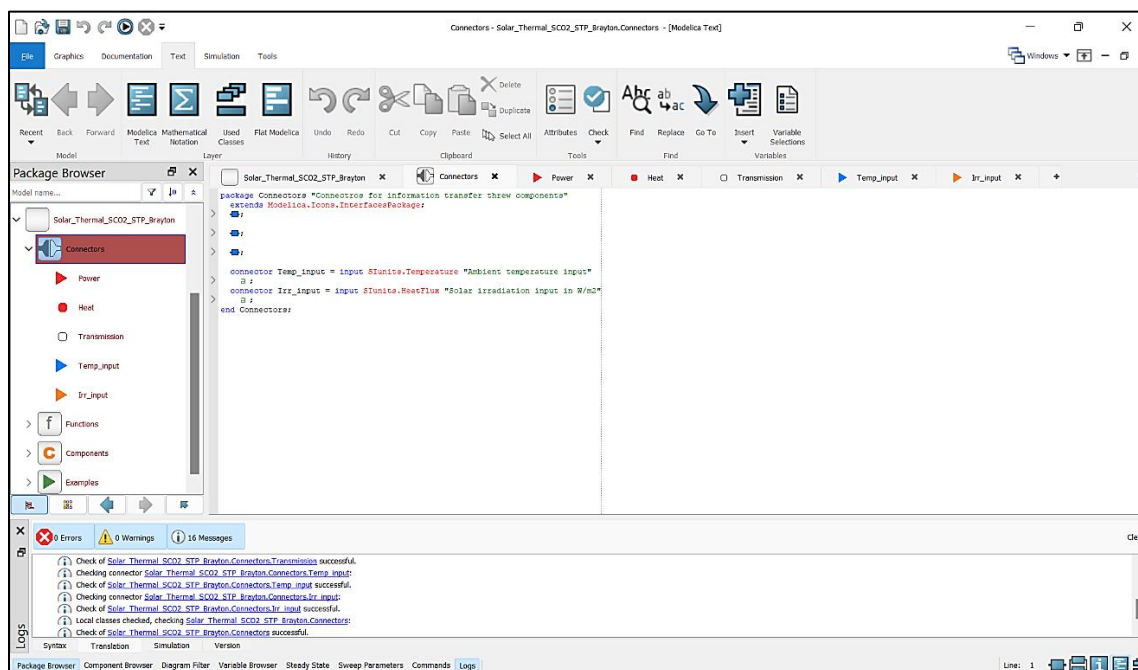 Connectors - Solar_Thermal_SCO2_STP_Brayton.Connectors - [Modelica Text]
File Graphics Documentation Text Simulation Tools Windows
Recent Back Forward Modelica Text Mathematical Notation Used Classes Flat Modelica Undo Redo Cut Copy Paste Delete Duplicate Select All Attributes Check Find Replace Go To Insert Variable Selections
Model Layer History Clipboard Tools Find Variables
Package Browser
Model name...
Solar_Thermal_SCO2_STP_Brayton
Connectors
Power
Heat
Transmission
Temp_input
Irr_input
Functions
Components
Examples
Solar_Thermal_SCO2_STP_Brayton Connectors Power Heat Transmission Temp_input Irr_input
package Connectors "Connectros for information transfer threw components"
extends Modelica.Icons.InterfacesPackage;
;
;
;
connector Temp_input = input SIunits.Temperature "Ambient temperature input"
a ;
connector Irr_input = input SIunits.HeatFlux "Solar irradiation input in W/m2"
a ;
end Connectors;
0 Errors 0 Warnings 16 Messages Cle
Check of Solar_Thermal_SCO2_STP_Brayton.Connectors.Transmission successful.
Checking connector Solar_Thermal_SCO2_STP_Brayton.Connectors.Temp_input:
Check of Solar_Thermal_SCO2_STP_Brayton.Connectors.Temp_input successful.
Checking connector Solar_Thermal_SCO2_STP_Brayton.Connectors.Irr_input:
Check of Solar_Thermal_SCO2_STP_Brayton.Connectors.Irr_input successful.
Local classes checked, checking Solar_Thermal_SCO2_STP_Brayton.Connectors:
Check of Solar_Thermal_SCO2_STP_Brayton.Connectors successful.
Logs
Syntax Translation Simulation Version
Package Browser Component Browser Diagram Filter Variable Browser Steady State Sweep Parameters Commands Logs Line: 1